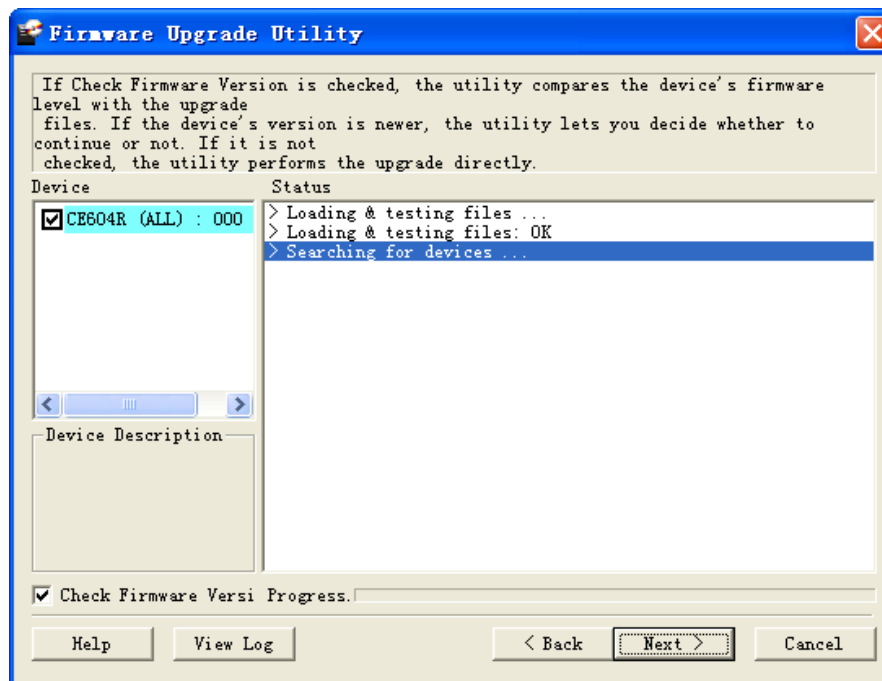 Firmware Upgrade Utility
If Check Firmware Version is checked, the utility compares the device's firmware
level with the upgrade
files. If the device's version is newer, the utility lets you decide whether to
continue or not. If it is not
checked, the utility performs the upgrade directly.
Device
Status
CE604R (ALL) : 000
> Loading & testing files ...
> Loading & testing files: OK
> Searching for devices ...
Device Description
Check Firmware Versi Progress.
Help
View Log
< Back
Next >
Cancel